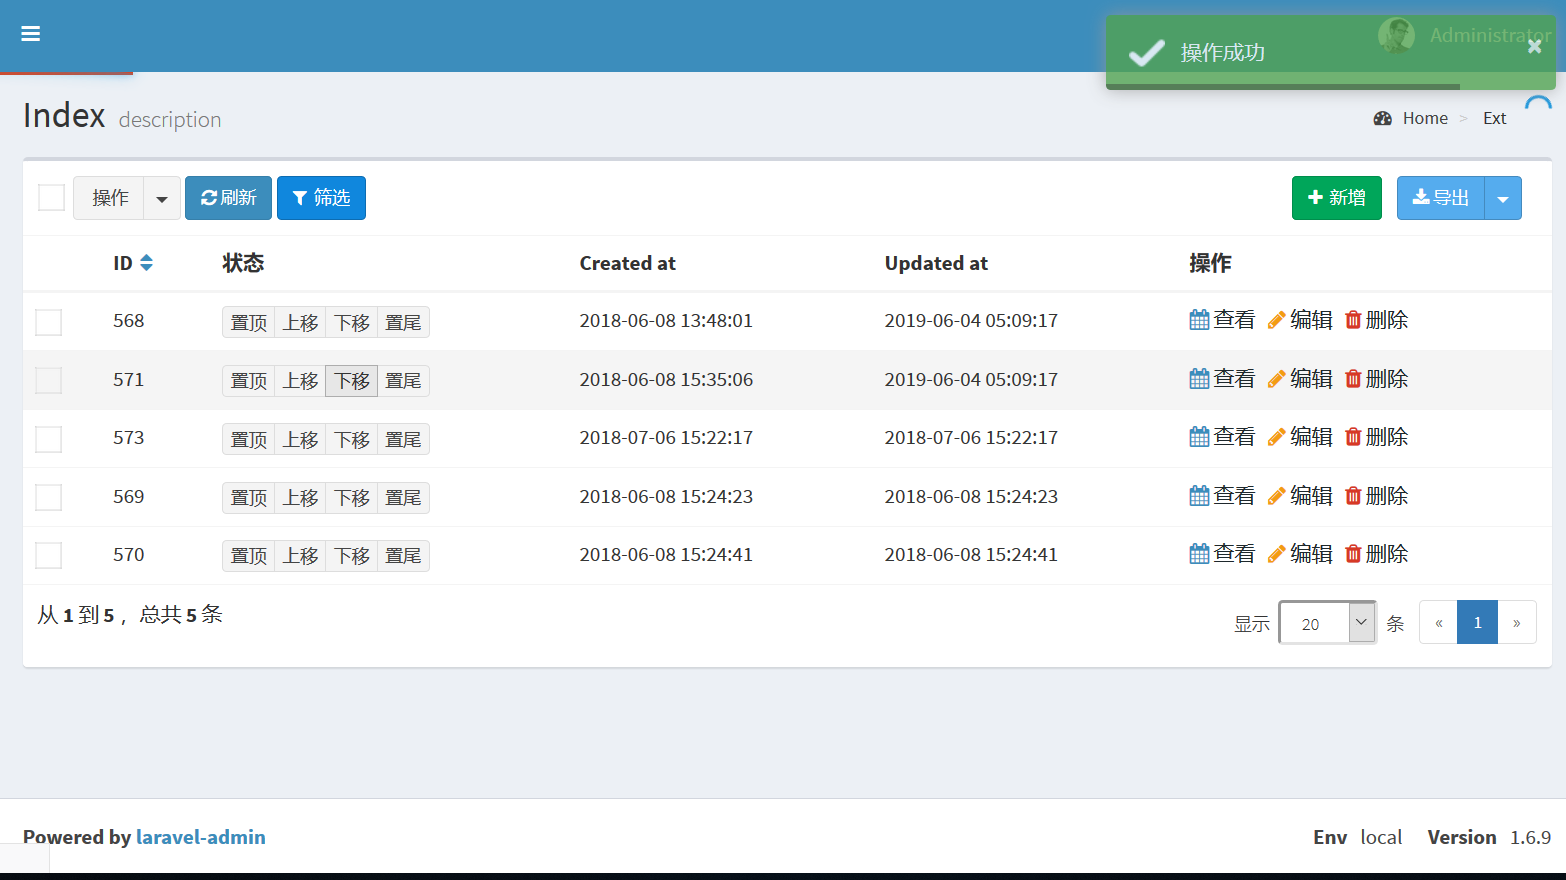 Administrator
操作成功 ×
Index description
Home > Ext
操作 刷新 筛选 新增 导出
ID 状态 Created at Updated at 操作
568 置顶 上移 下移 置尾 2018-06-08 13:48:01 2019-06-04 05:09:17 查看 编辑 删除
571 置顶 上移 下移 置尾 2018-06-08 15:35:06 2019-06-04 05:09:17 查看 编辑 删除
573 置顶 上移 下移 置尾 2018-07-06 15:22:17 2018-07-06 15:22:17 查看 编辑 删除
569 置顶 上移 下移 置尾 2018-06-08 15:24:23 2018-06-08 15:24:23 查看 编辑 删除
570 置顶 上移 下移 置尾 2018-06-08 15:24:41 2018-06-08 15:24:41 查看 编辑 删除
从 1 到 5 ，总共 5 条
显示 20 条 « 1 »
Powered by laravel-admin Env local Version 1.6.9